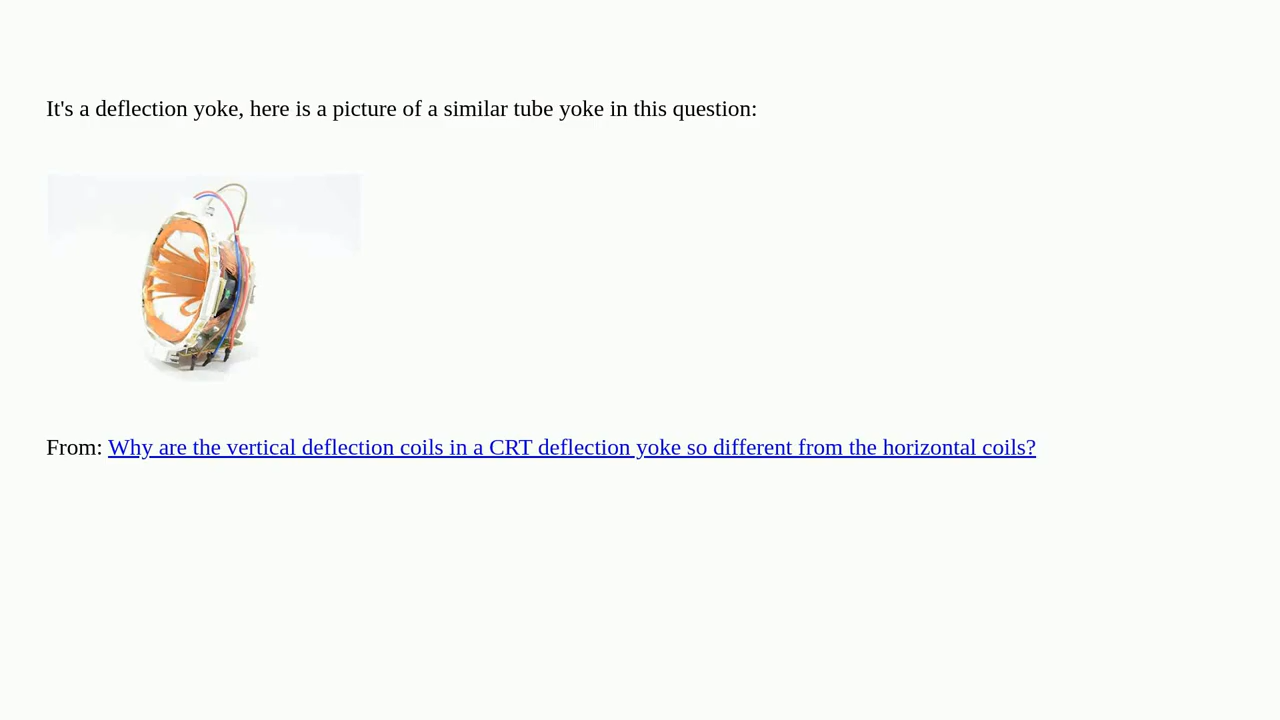 It's a deflection yoke, here is a picture of a similar tube yoke in this question:
From: Why are the vertical deflection coils in a CRT deflection yoke so different from the horizontal coils?